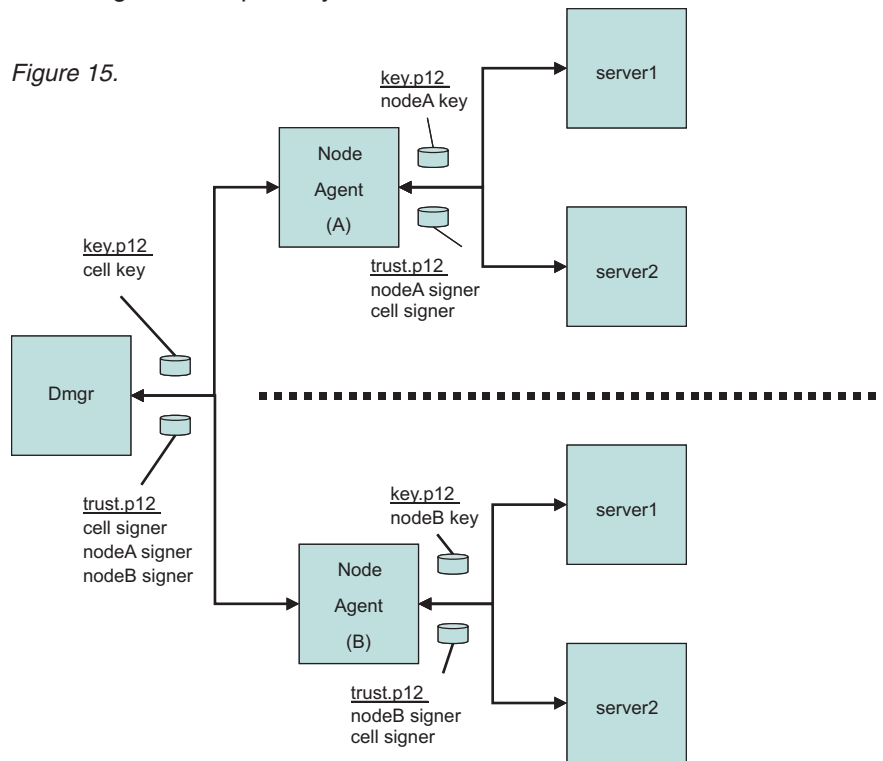 Figure 15.
key.p12
nodeA key
server1
Node
Agent
(A)
server2
trust.p12
nodeA signer
cell signer
key.p12
cell key
Dmgr
trust.p12
cell signer
nodeA signer
nodeB signer
key.p12
nodeB key
server1
Node
Agent
(B)
server2
trust.p12
nodeB signer
cell signer